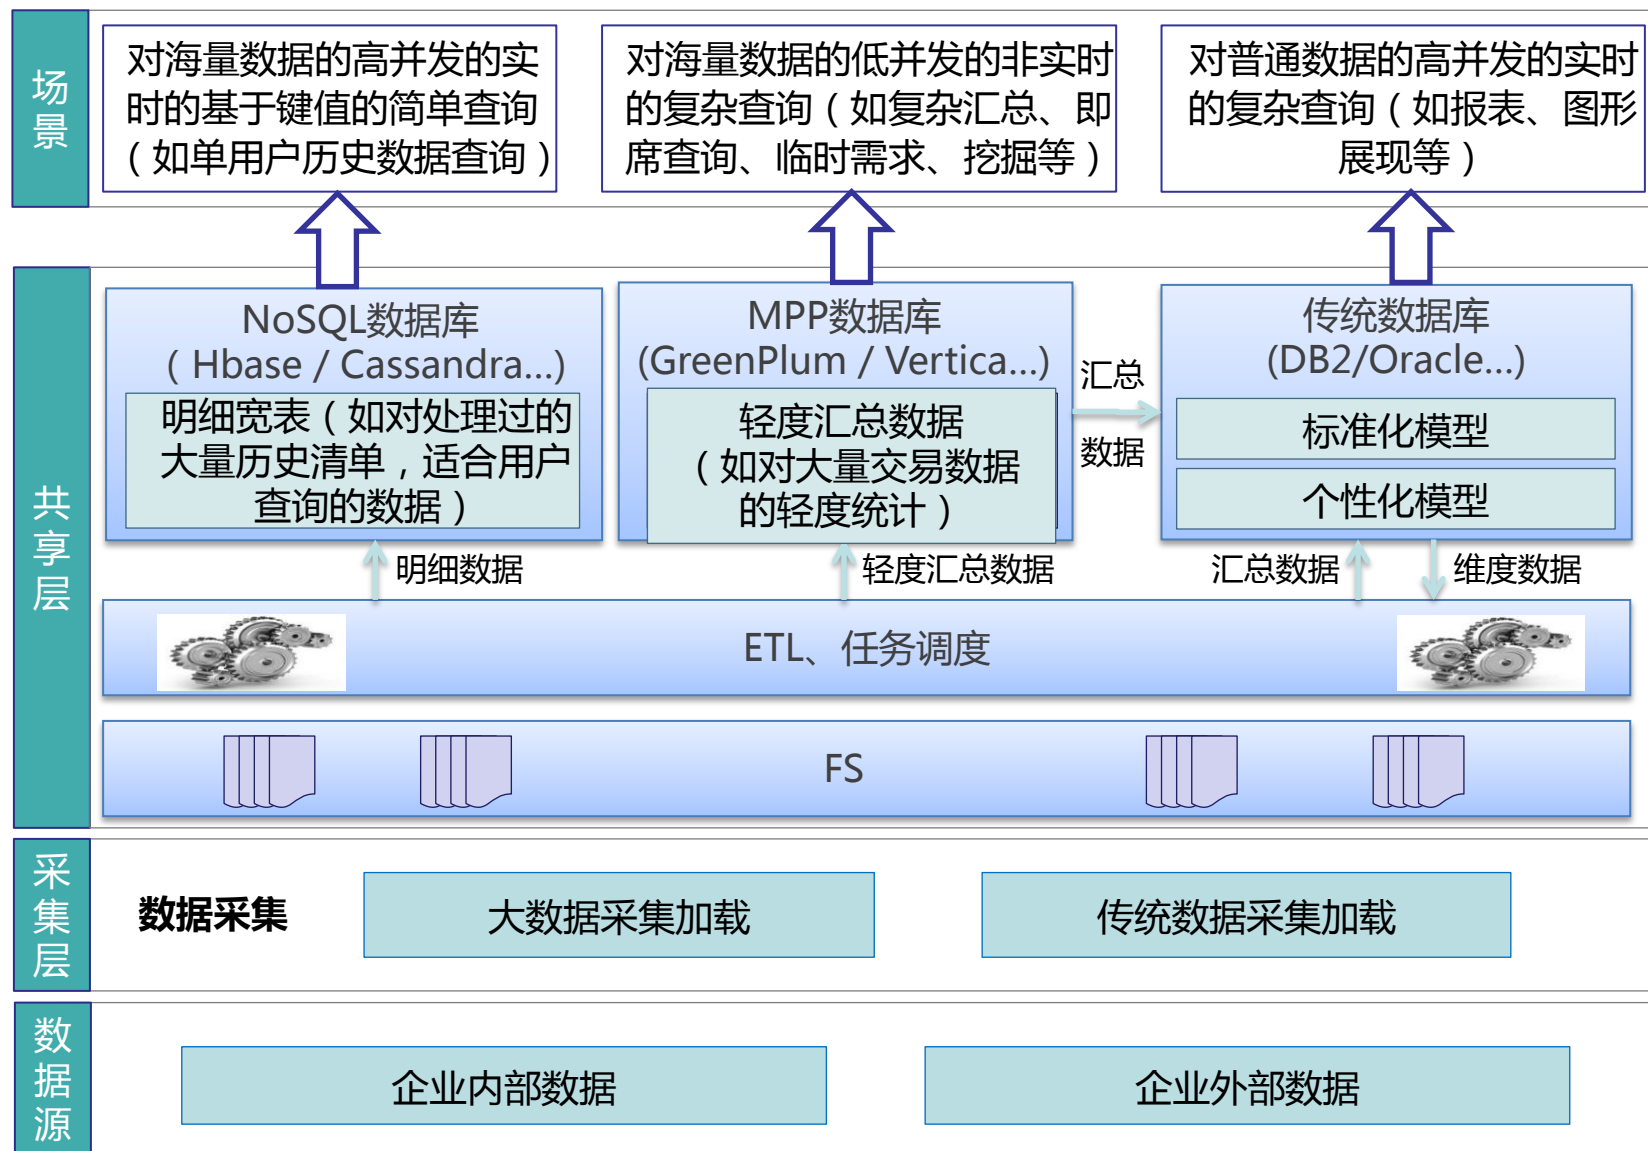 场景
对海量数据的高并发的实
时的基于键值的简单查询
（如单用户历史数据查询）
对海量数据的低并发的非实时
的复杂查询（如复杂汇总、即
席查询、临时需求、挖掘等）
对普通数据的高并发的实时
的复杂查询（如报表、图形
展现等）
共享层
NoSQL数据库
（Hbase / Cassandra...)
明细宽表（如对处理过的
大量历史清单，适合用户
查询的数据）
MPP数据库
(GreenPlum / Vertica...)
轻度汇总数据
（如对大量交易数据
的轻度统计）
汇总
数据
传统数据库
(DB2/Oracle...)
标准化模型
个性化模型
明细数据
轻度汇总数据
汇总数据
维度数据
ETL、任务调度
FS
采集层
数据采集
大数据采集加载
传统数据采集加载
数据源
企业内部数据
企业外部数据